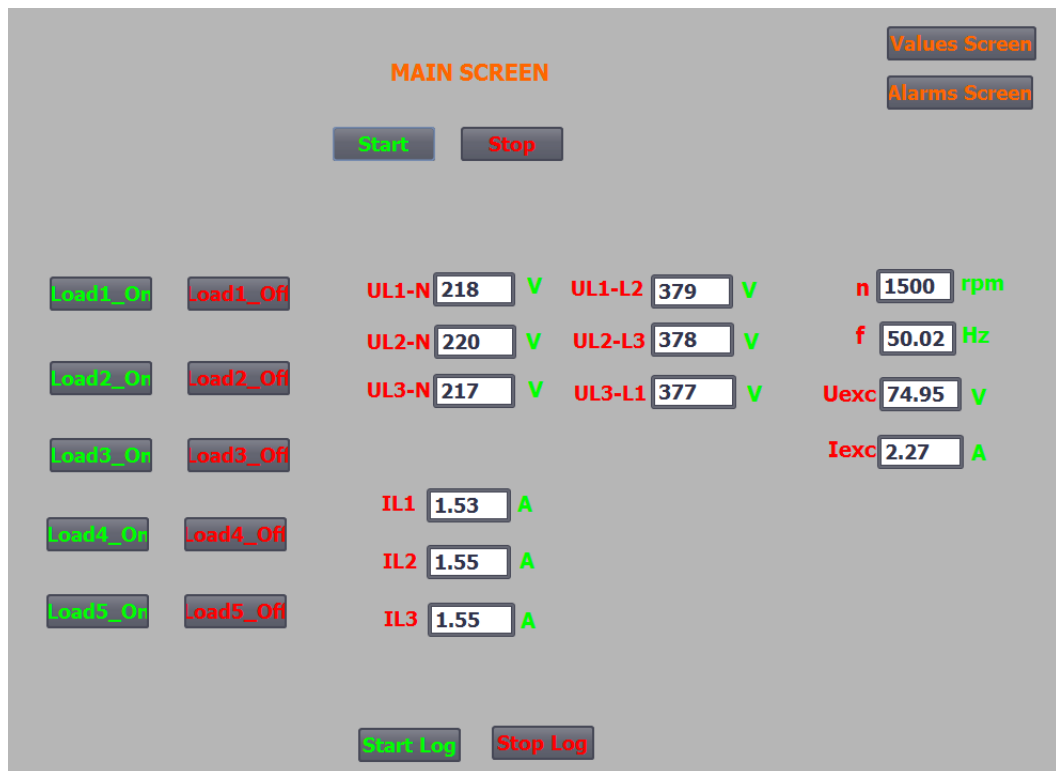 Values Screen
MAIN SCREEN
Alarms Screen
Start Stop
Load1_On Load1_Off UL1-N 218 V UL1-L2 379 V n 1500 rpm
UL2-N 220 V UL2-L3 378 V f 50.02 Hz
Load2_On Load2_Off UL3-N 217 V UL3-L1 377 V Uexc 74.95 V
Load3_On Load3_Off Iexc 2.27 A
IL1 1.53 A
Load4_On Load4_Off
IL2 1.55 A
Load5_On Load5_Off IL3 1.55 A
Start Log Stop Log